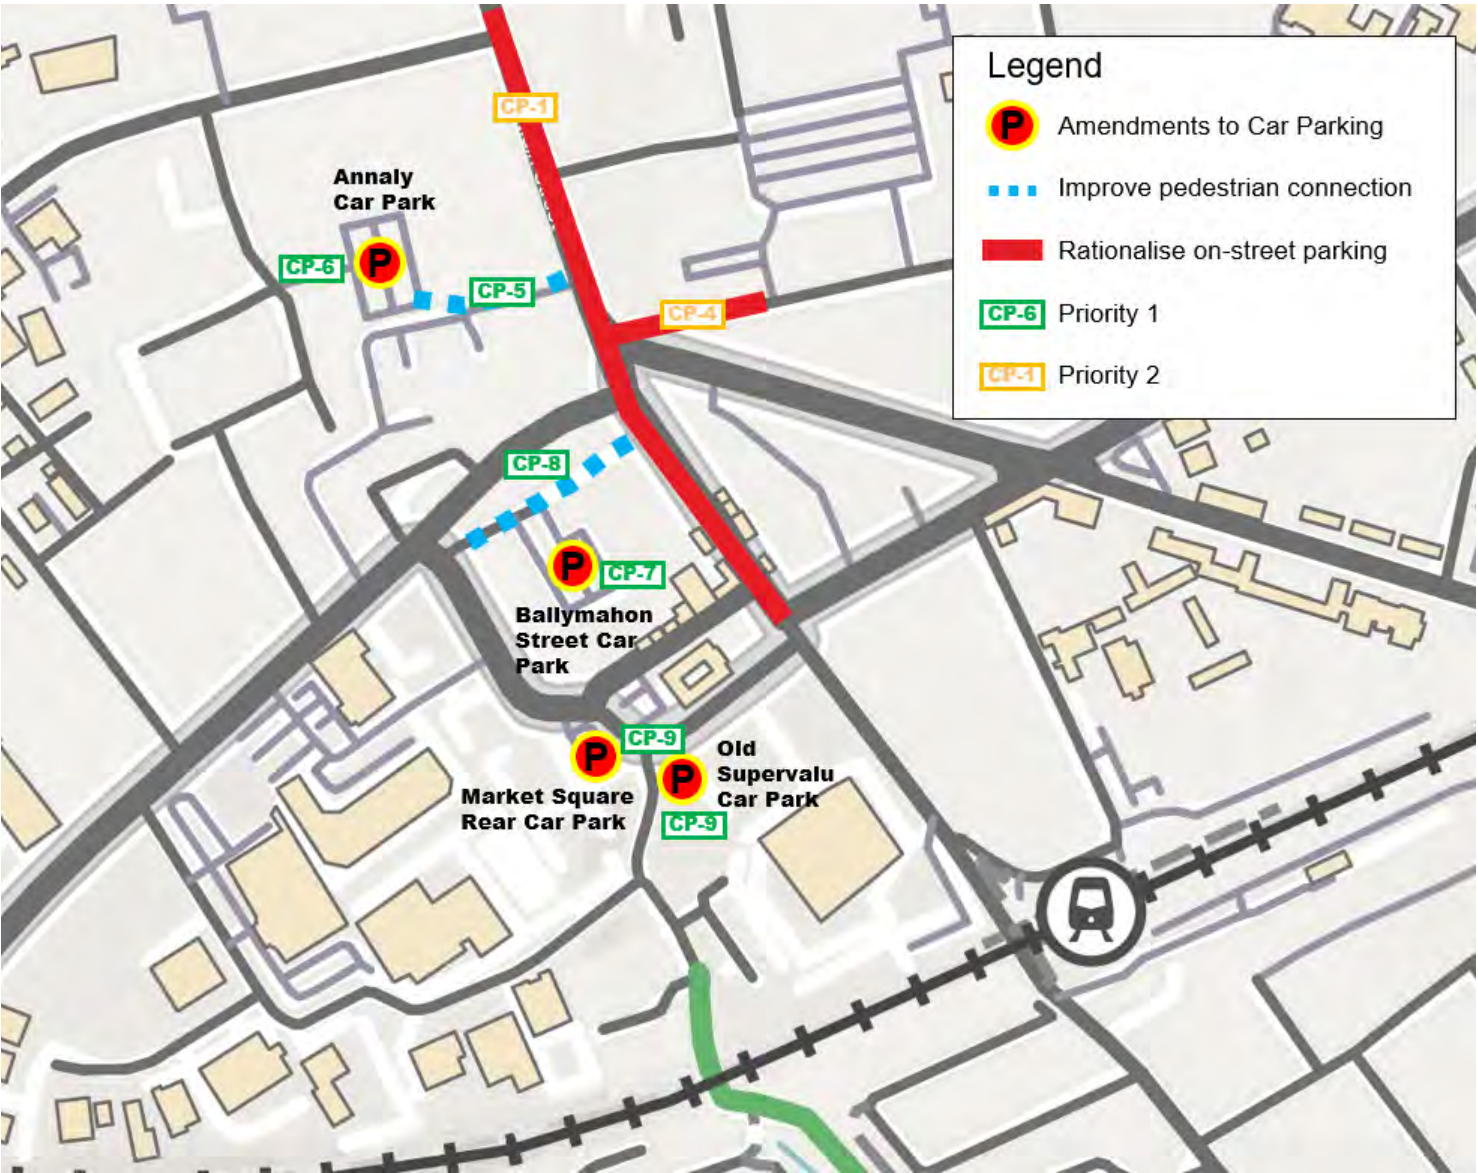 Legend
P Amendments to Car Parking
Improve pedestrian connection
Rationalise on-street parking
CP-6 Priority 1
CP-1 Priority 2
CP-1
Annaly
Car Park
CP-6
P
CP-5
CP-4
CP-8
P
CP-7
Ballymahon
Street Car
Park
CP-9
P
Market Square
Rear Car Park
P
Old
Supervalu
Car Park
CP-9